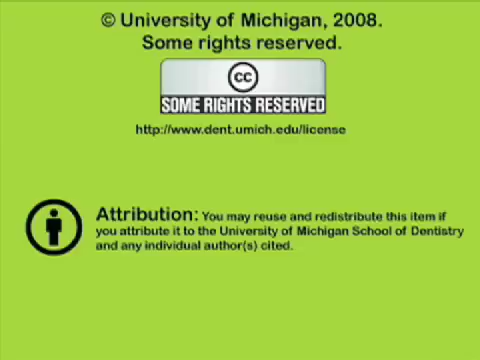 © University of Michigan, 2008.
Some rights reserved.
cc
SOME RIGHTS RESERVED
http://www.dent.umich.edu/license
Attribution: You may reuse and redistribute this item if
you attribute it to the University of Michigan School of Dentistry
and any individual author(s) cited.